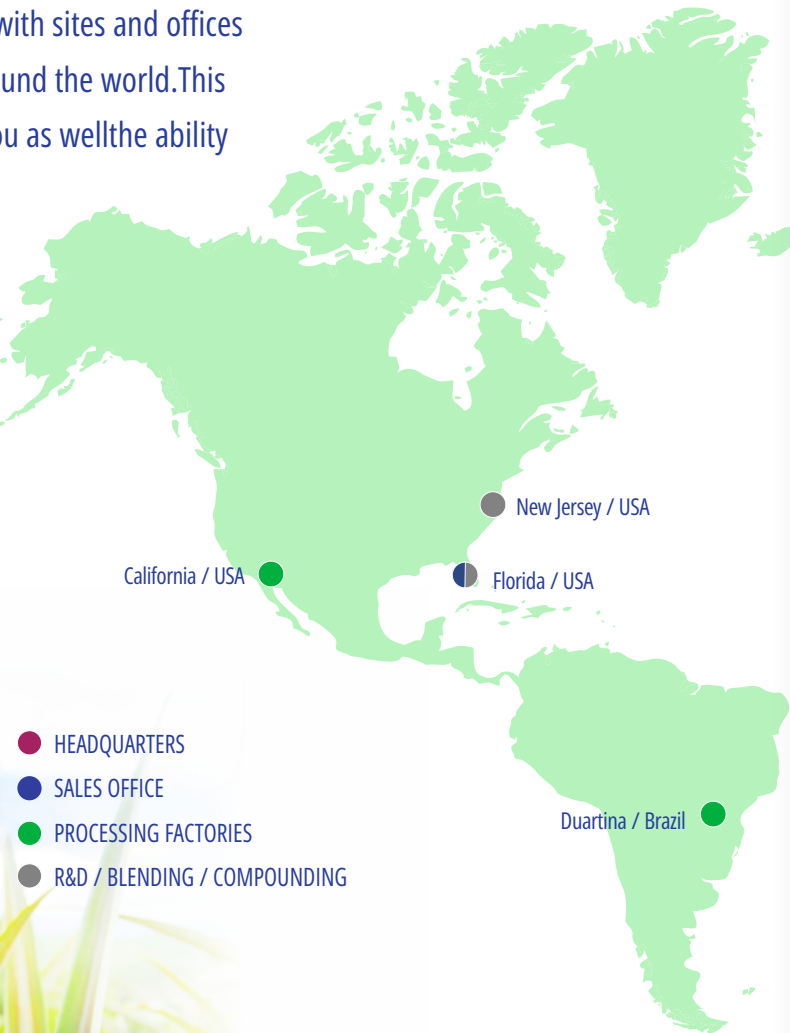 with sites and offices
und the world.This
ou as wellthe ability
New Jersey / USA
California / USA
Florida / USA
HEADQUARTERS
SALES OFFICE
PROCESSING FACTORIES
Duartina / Brazil
R&D / BLENDING / COMPOUNDING